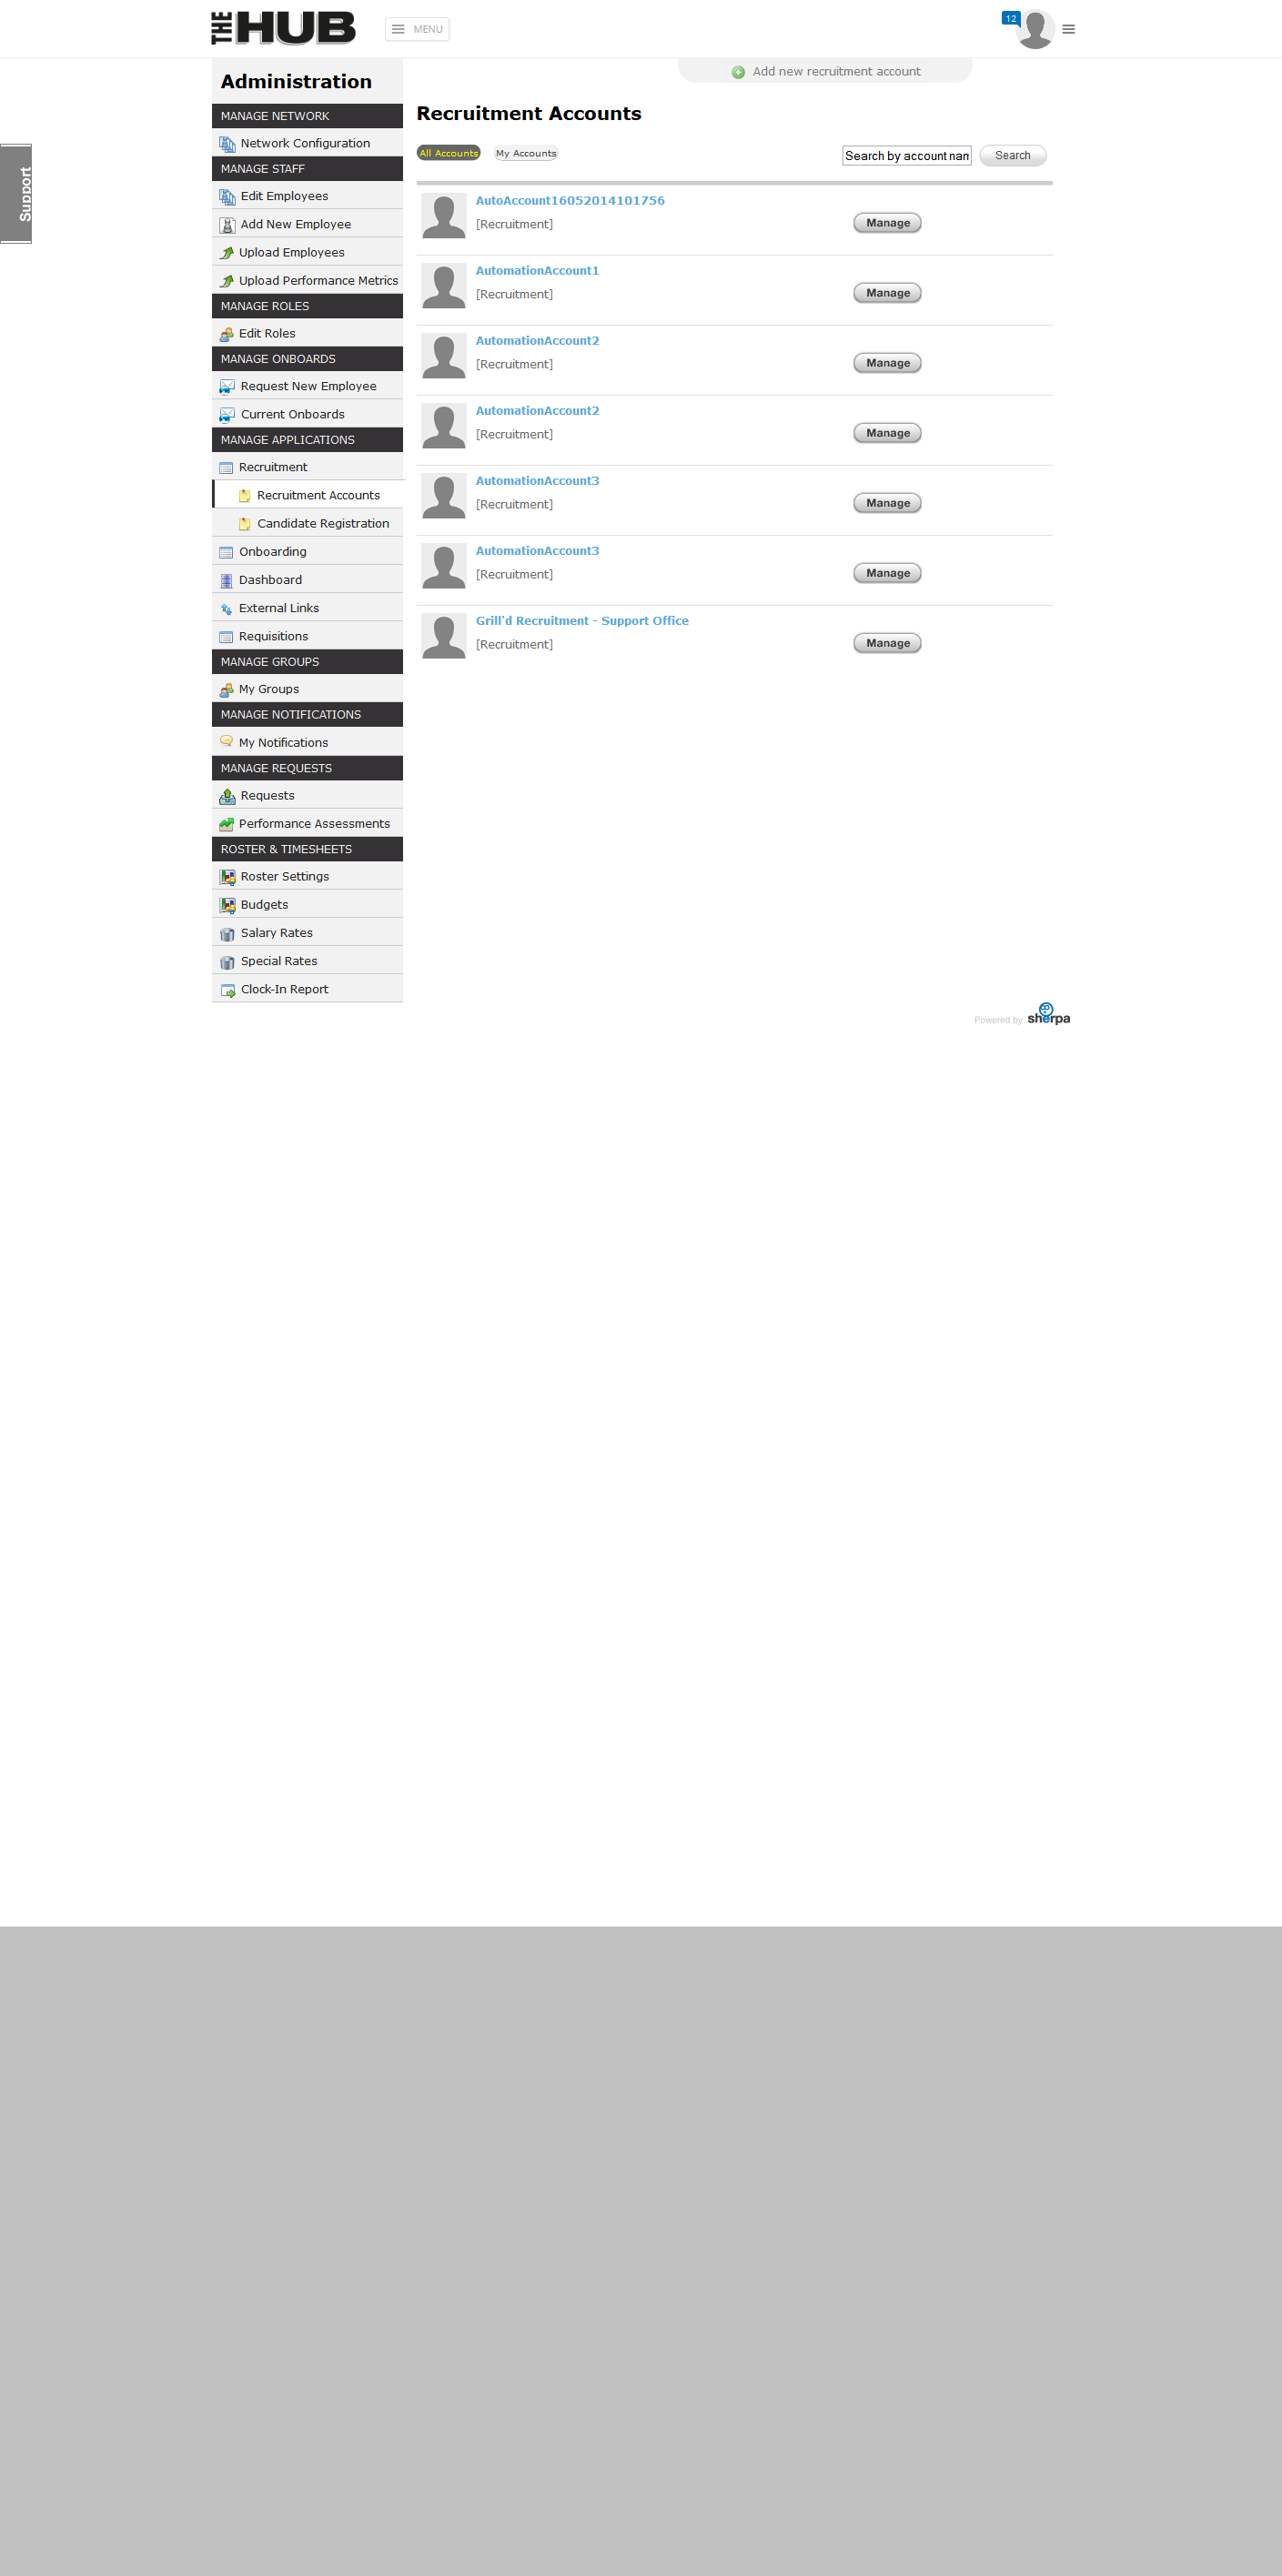 THE HUB
MENU
12
Add new recruitment account
Support
Administration
MANAGE NETWORK
Network Configuration
MANAGE STAFF
Edit Employees
Add New Employee
Upload Employees
Upload Performance Metrics
MANAGE ROLES
Edit Roles
MANAGE ONBOARDS
Request New Employee
Current Onboards
MANAGE APPLICATIONS
Recruitment
Recruitment Accounts
Candidate Registration
Onboarding
Dashboard
External Links
Requisitions
MANAGE GROUPS
My Groups
MANAGE NOTIFICATIONS
My Notifications
MANAGE REQUESTS
Requests
Performance Assessments
ROSTER & TIMESHEETS
Roster Settings
Budgets
Salary Rates
Special Rates
Clock-In Report
Recruitment Accounts
All Accounts My Accounts
Search by account nam Search
AutoAccount16052014101756
[Recruitment] Manage
AutomationAccount1
[Recruitment] Manage
AutomationAccount2
[Recruitment] Manage
AutomationAccount2
[Recruitment] Manage
AutomationAccount3
[Recruitment] Manage
AutomationAccount3
[Recruitment] Manage
Grill'd Recruitment - Support Office
[Recruitment] Manage
Powered by sherpa